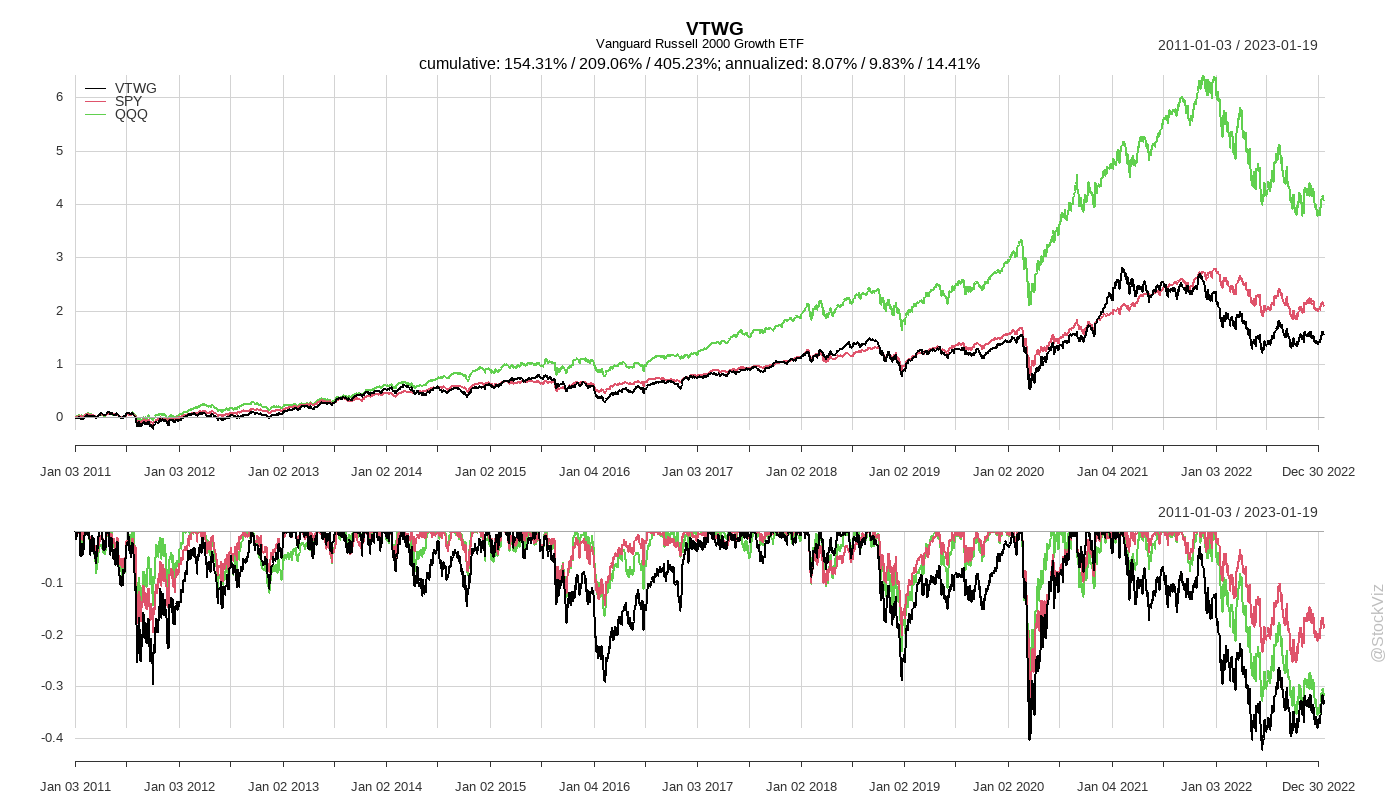 VTWG
Vanguard Russell 2000 Growth ETF
2011-01-03 / 2023-01-19
cumulative: 154.31% / 209.06% / 405.23%; annualized: 8.07% / 9.83% / 14.41%
VTWG
SPY
QQQ
6
5
4
3
2
1
0
Jan 03 2011 Jan 03 2012 Jan 02 2013 Jan 02 2014 Jan 02 2015 Jan 04 2016 Jan 03 2017 Jan 02 2018 Jan 02 2019 Jan 02 2020 Jan 04 2021 Jan 03 2022 Dec 30 2022
2011-01-03 / 2023-01-19
-0.1
-0.2
-0.3
-0.4
Jan 03 2011 Jan 03 2012 Jan 02 2013 Jan 02 2014 Jan 02 2015 Jan 04 2016 Jan 03 2017 Jan 02 2018 Jan 02 2019 Jan 02 2020 Jan 04 2021 Jan 03 2022 Dec 30 2022
@StockViz